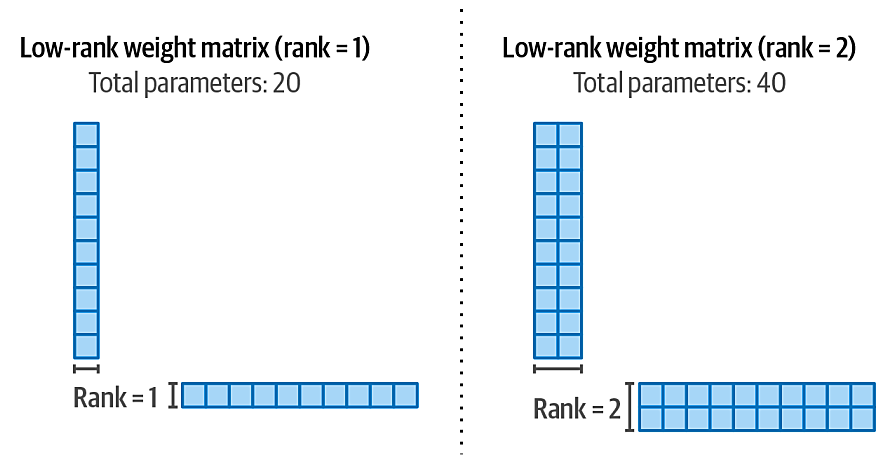 Low-rank weight matrix (rank = 1)
Total parameters: 20
Rank = 1
Low-rank weight matrix (rank = 2)
Total parameters: 40
Rank = 2